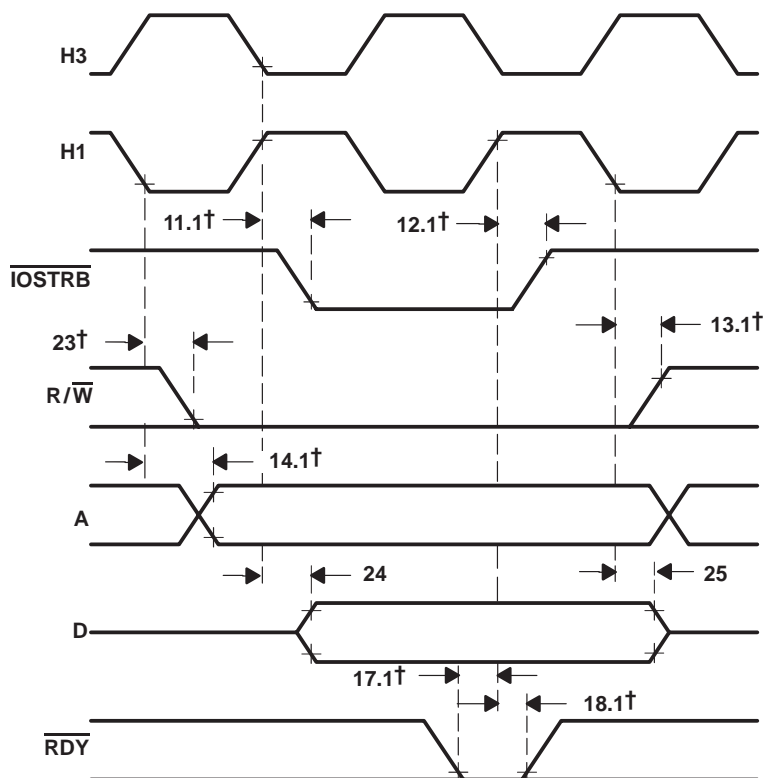 H3
H1
11.1†
12.1†
IOSTRB
13.1†
23†
R/W
14.1†
A
24
25
D
17.1†
18.1†
RDY